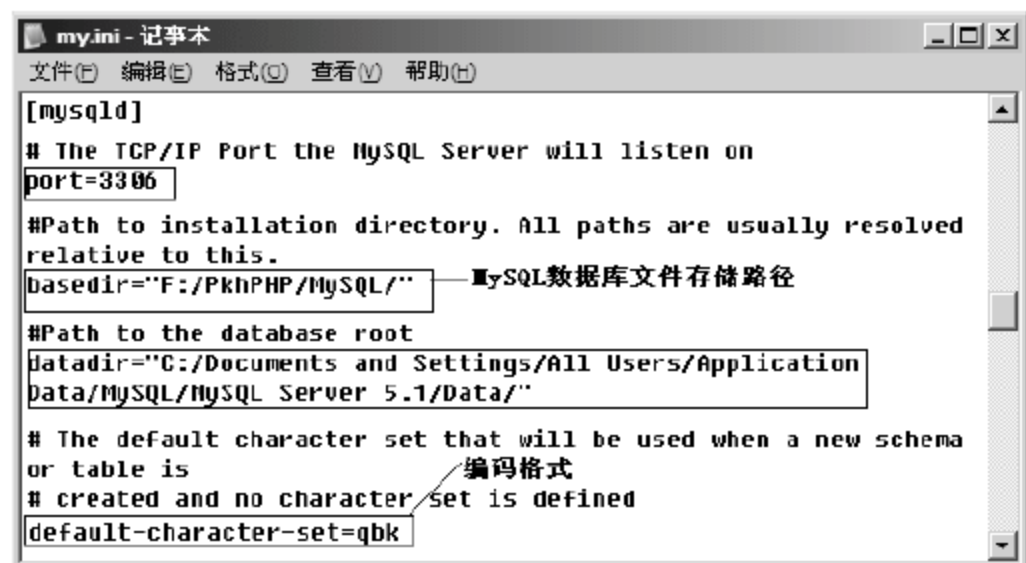 my.ini - 记事本
文件(F) 编辑(E) 格式(O) 查看(V) 帮助(H)
[mysqld]
# The TCP/IP Port the MySQL Server will listen on
port=3306
#Path to installation directory. All paths are usually resolved
relative to this.
basedir="F:/PkhPHP/MySQL/" MySQL数据库文件存储路径
#Path to the database root
datadir="C:/Documents and Settings/All Users/Application
Data/MySQL/MySQL Server 5.1/Data/"
# The default character set that will be used when a new schema
or table is 编码格式
# created and no character set is defined
default-character-set=gbk